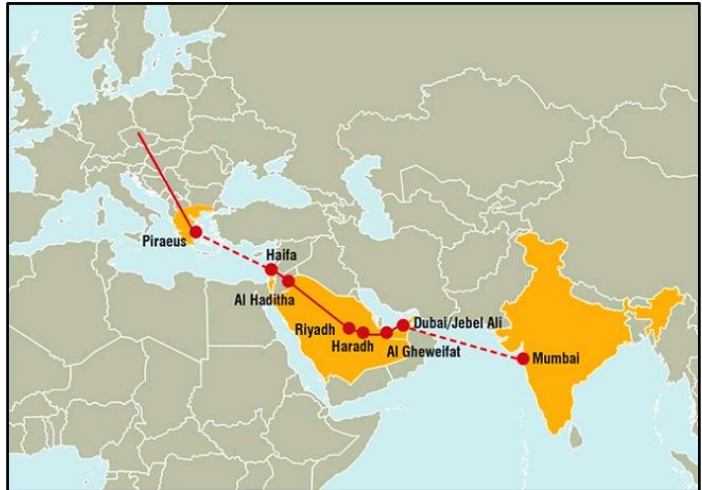 Piraeus
Haifa
Al Haditha
Riyadh
Haradh
Dubai/Jebel Ali
Al Gheweifat
Mumbai